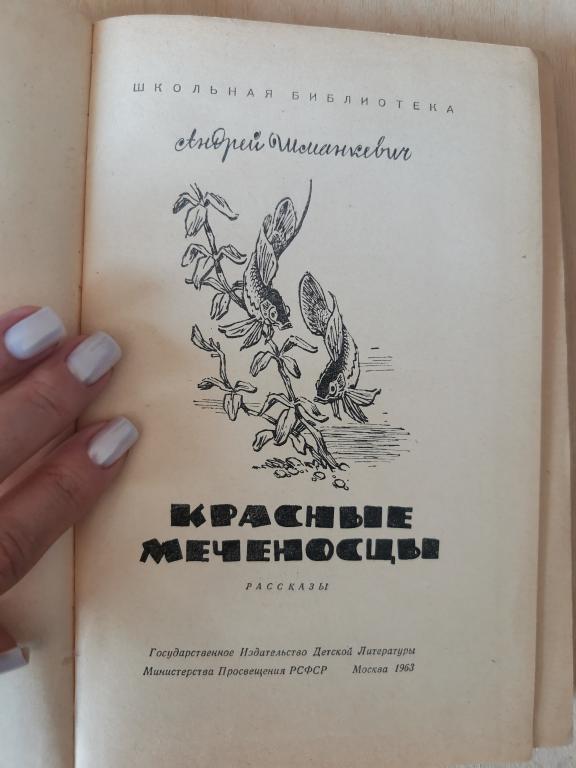 ШКОЛЬНАЯ БИБЛИОТЕКА
Андрей Шманкевич
КРАСНЫЕ
МЕЧЕНОСЦЫ
РАССКАЗЫ
Государственное Издательство Детской Литературы
Министерства Просвещения РСФСР Москва 1963